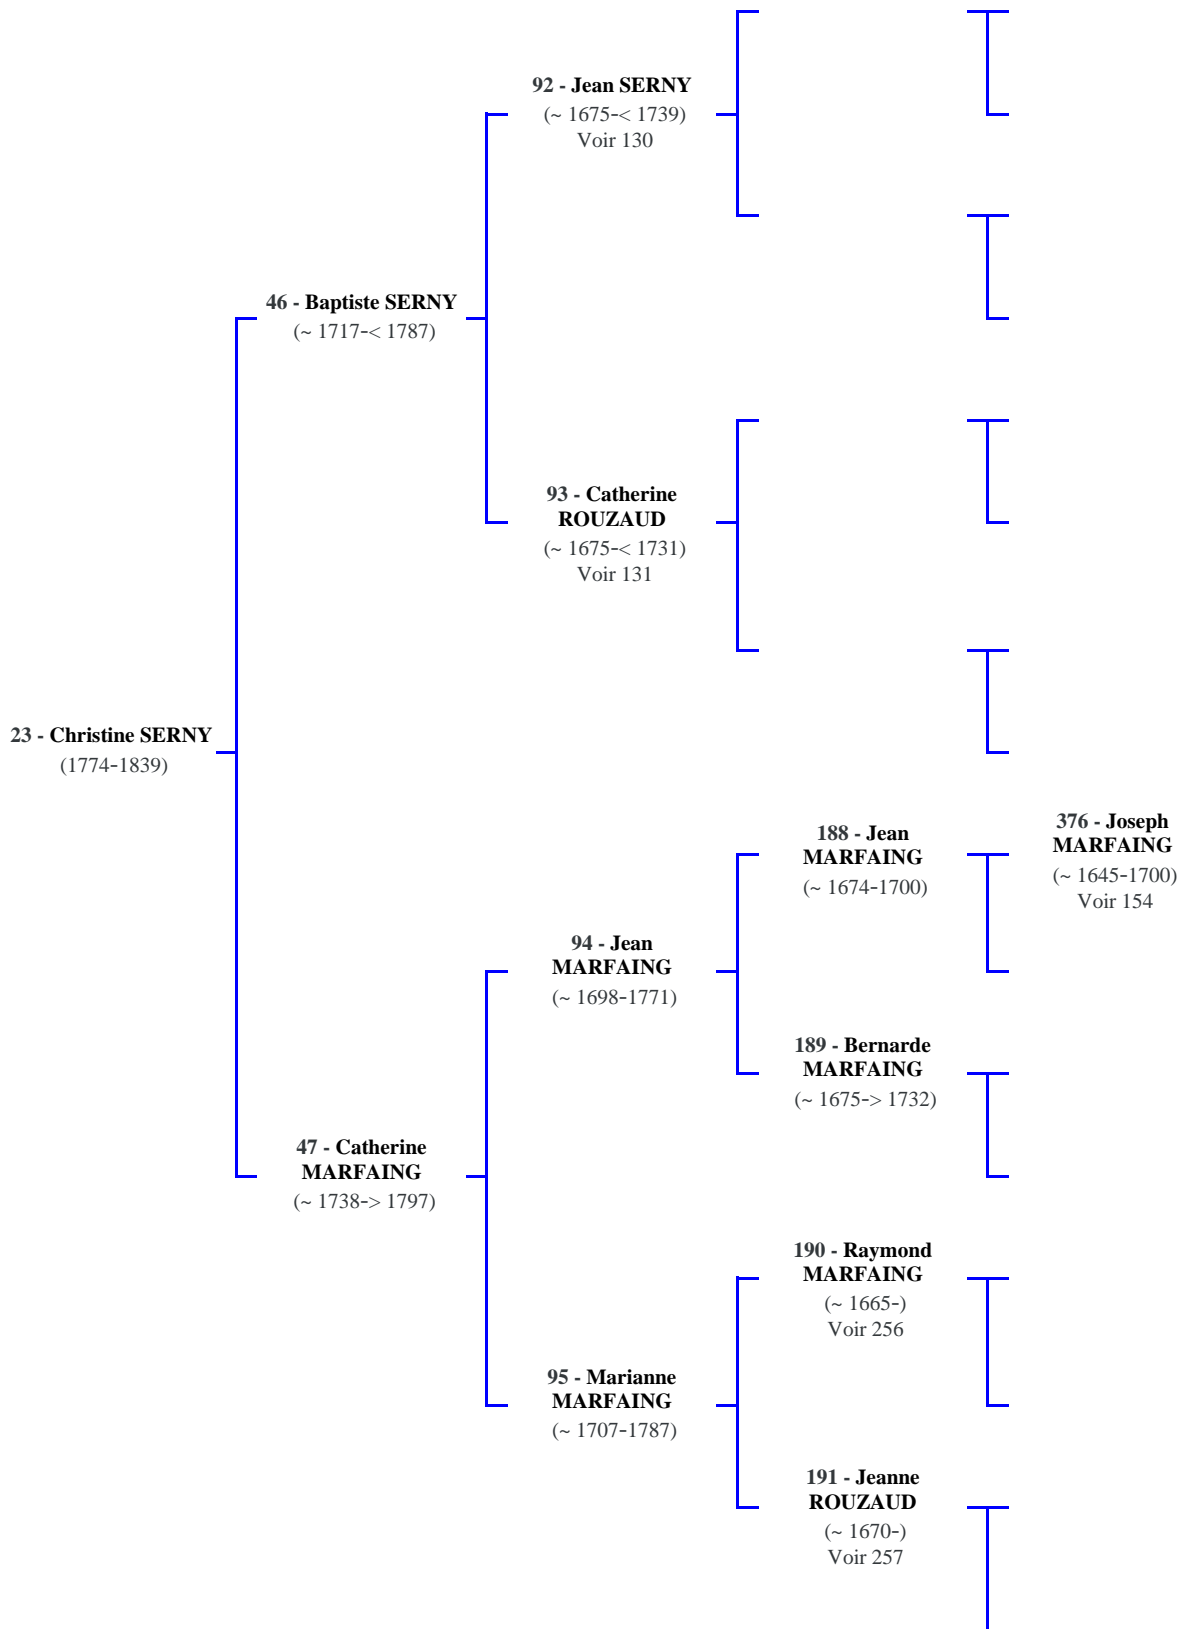 92 - Jean SERNY
(~ 1675-< 1739)
Voir 130
46 - Baptiste SERNY
(~ 1717-< 1787)
93 - Catherine
ROUZAUD
(~ 1675-< 1731)
Voir 131
23 - Christine SERNY
(1774-1839)
188 - Jean
MARFAING
(~ 1674-1700)
376 - Joseph
MARFAING
(~ 1645-1700)
Voir 154
94 - Jean
MARFAING
(~ 1698-1771)
189 - Bernarde
MARFAING
(~ 1675-> 1732)
47 - Catherine
MARFAING
(~ 1738-> 1797)
190 - Raymond
MARFAING
(~ 1665-)
Voir 256
95 - Marianne
MARFAING
(~ 1707-1787)
191 - Jeanne
ROUZAUD
(~ 1670-)
Voir 257